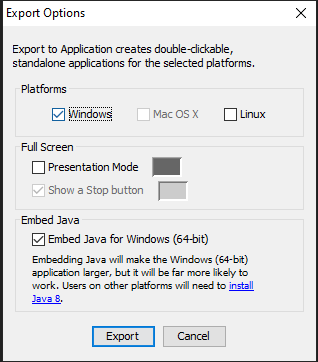 Export Options
Export to Application creates double-clickable,
standalone applications for the selected platforms.
Platforms
Windows
Mac OS X
Linux
Full Screen
Presentation Mode
Show a Stop button
Embed Java
Embed Java for Windows (64-bit)
Embedding Java will make the Windows (64-bit)
application larger, but it will be far more likely to
work. Users on other platforms will need to install
Java 8.
Export
Cancel